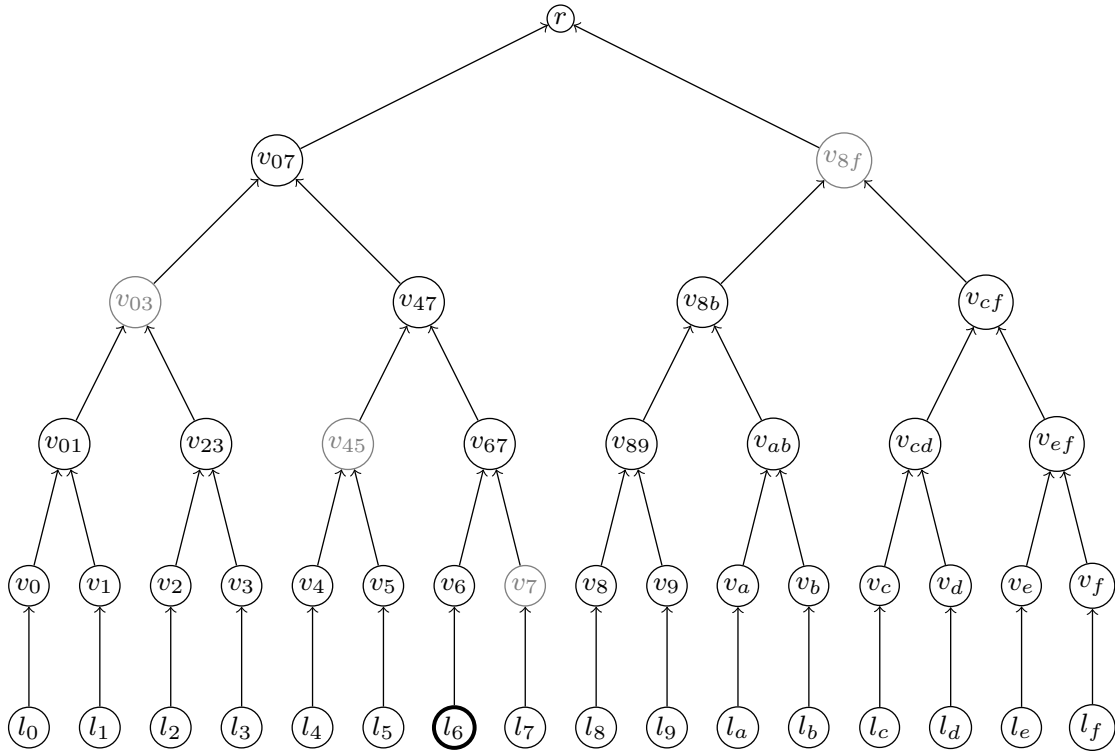 r
v₀₇ v₈f
v₀₃ v₄₇ v₈b vcf
v₀₁ v₂₃ v₄₅ v₆₇ v₈₉ vab vcd vef
v₀ v₁ v₂ v₃ v₄ v₅ v₆ v₇ v₈ v₉ va vb vc vd ve vf
l₀ l₁ l₂ l₃ l₄ l₅ l₆ l₇ l₈ l₉ la lb lc ld le lf